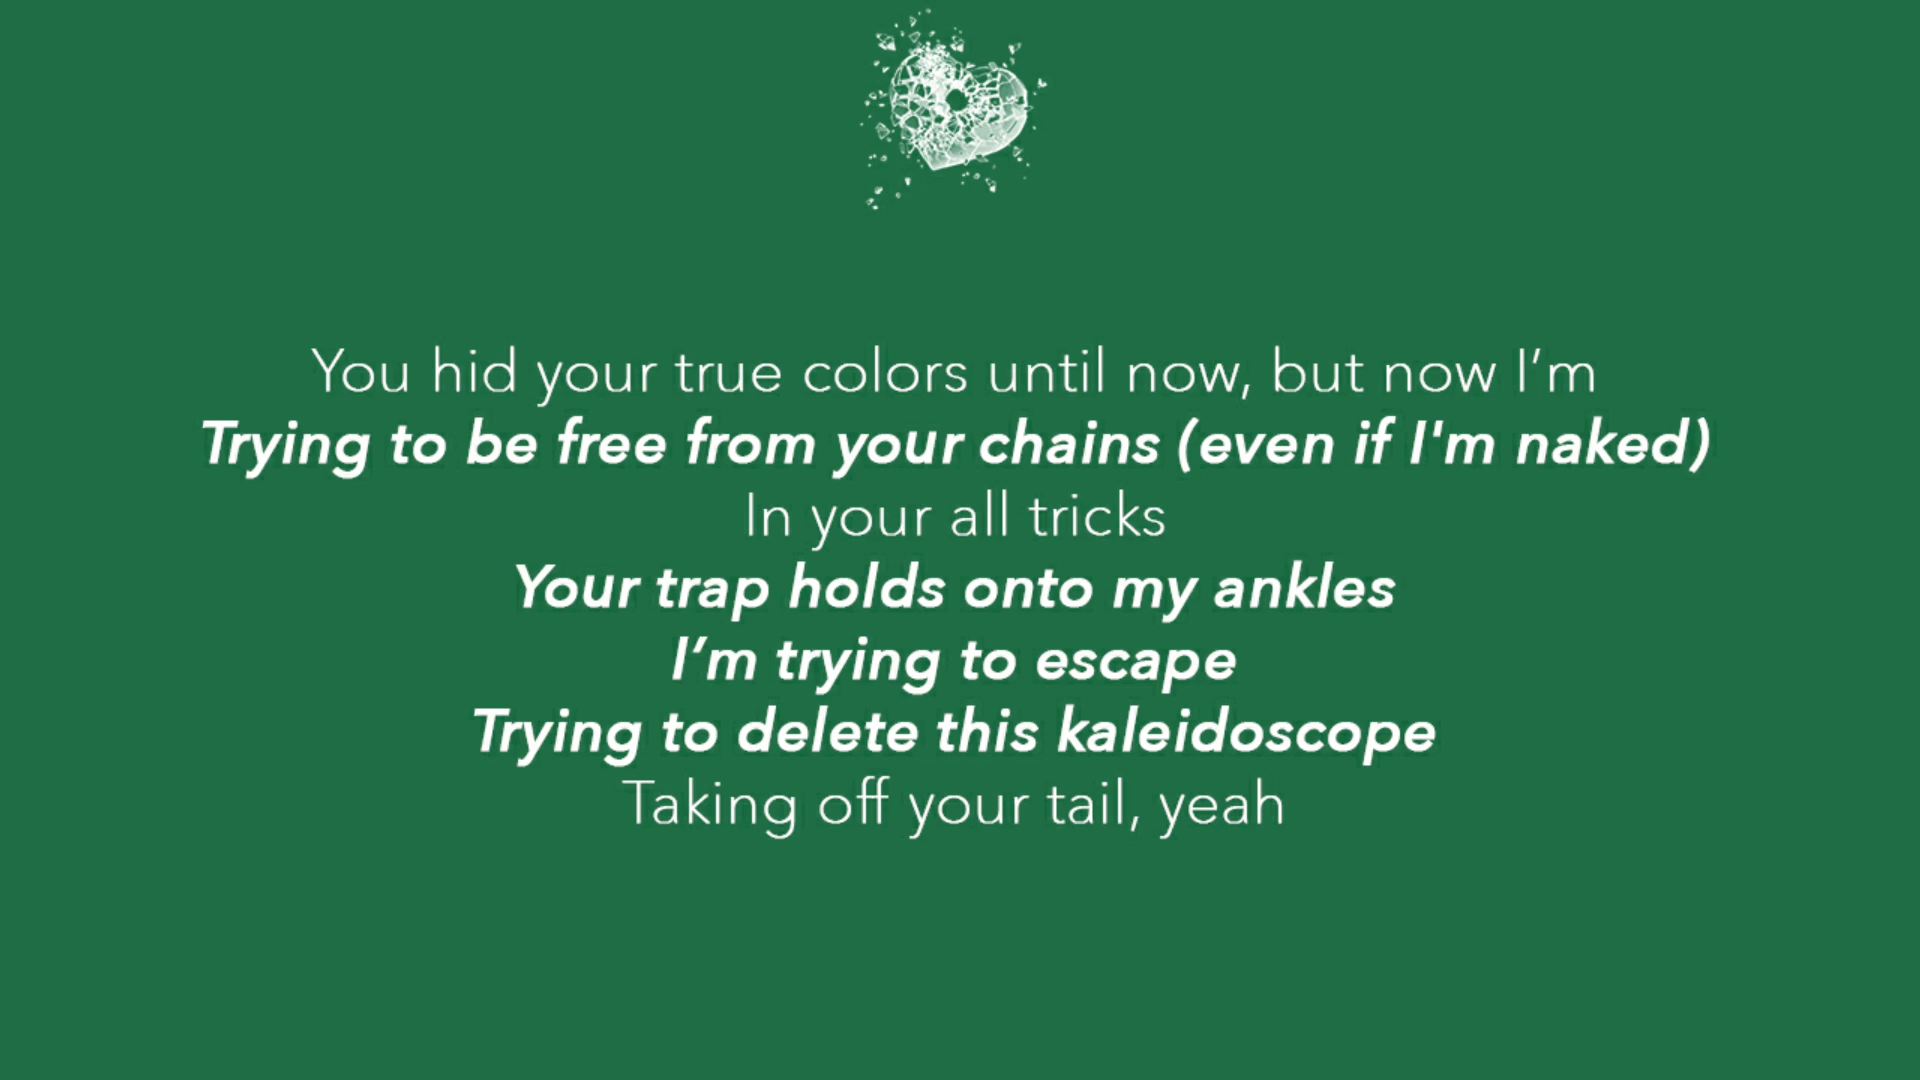 You hid your true colors until now, but now I’m
Trying to be free from your chains (even if I'm naked)
In your all tricks
Your trap holds onto my ankles
I’m trying to escape
Trying to delete this kaleidoscope
Taking off your tail, yeah